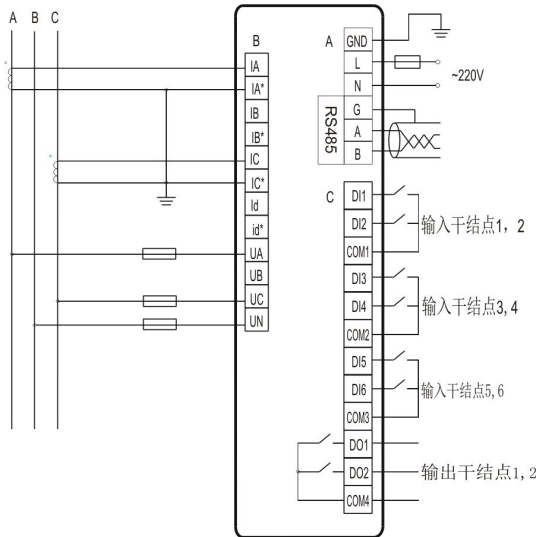 A B C
B
IA
IA*
IB
IB*
IC
IC*
Id
id*
UA
UB
UC
UN
A
GND
L
N
~220V
RS485
G
A
B
C
DI1
DI2
COM1
输入干结点1，2
DI3
DI4
COM2
输入干结点3,4
DI5
DI6
COM3
输入干结点5,6
DO1
DO2
COM4
输出干结点1,2